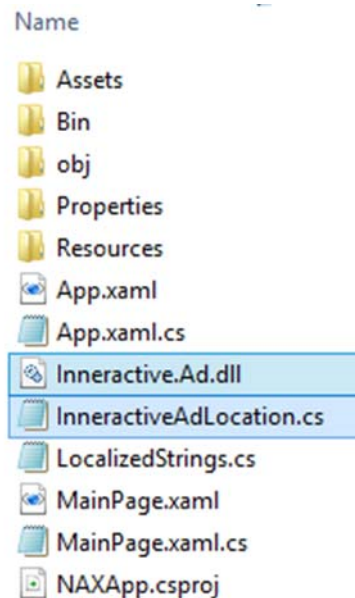 Name
Assets
Bin
obj
Properties
Resources
App.xaml
App.xaml.cs
Inneractive.Ad.dll
InneractiveAdLocation.cs
LocalizedStrings.cs
MainPage.xaml
MainPage.xaml.cs
NAXApp.csproj